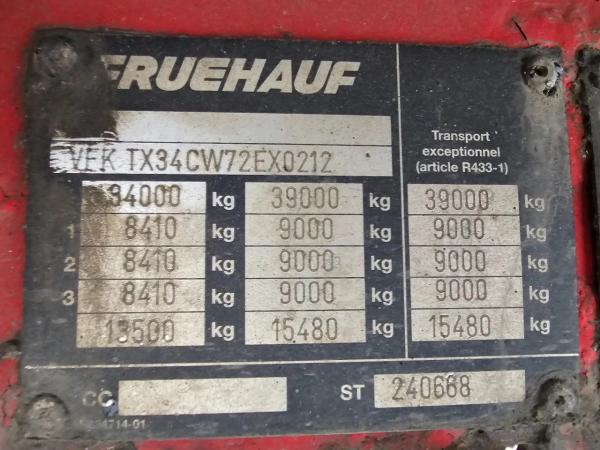 FRUEHAUF
VFK TX34CW72EX0212
Transport
exceptionnel
(article R433-1)
34000 kg 39000 kg 39000 kg
1 8410 kg 9000 kg 9000 kg
2 8410 kg 9000 kg 9000 kg
3 8410 kg 9000 kg 9000 kg
13500 kg 15480 kg 15480 kg
CC ST 240668